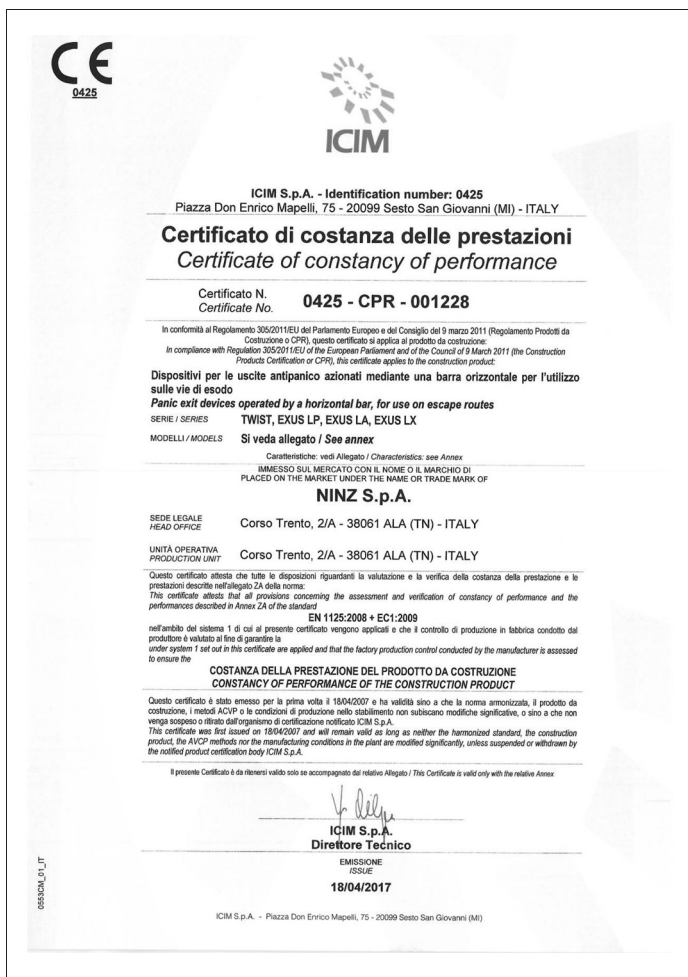 CE
0425
ICIM
ICIM S.p.A. - Identification number: 0425
Piazza Don Enrico Mapelli, 75 - 20099 Sesto San Giovanni (MI) - ITALY
Certificato di costanza delle prestazioni
Certificate of constancy of performance
Certificato N.
Certificate No.
0425 - CPR - 001228
In conformità al Regolamento 305/2011/EU del Parlamento Europeo e del Consiglio del 9 marzo 2011 (Regolamento Prodotti da
Costruzione o CPR), questo certificato si applica al prodotto da costruzione:
In compliance with Regulation 305/2011/EU of the European Parliament and of the Council of 9 March 2011 (the Construction
Products Certification or CPR), this certificate applies to the construction product:
Dispositivi per le uscite antipanico azionati mediante una barra orizzontale per l'utilizzo
sulle vie di esodo
Panic exit devices operated by a horizontal bar, for use on escape routes
SERIE / SERIES TWIST, EXUS LP, EXUS LA, EXUS LX
MODELLI / MODELS Si veda allegato / See annex
Caratteristiche: vedi Allegato / Characteristics: see Annex
IMMESSO SUL MERCATO CON IL NOME O IL MARCHIO DI
PLACED ON THE MARKET UNDER THE NAME OR TRADE MARK OF
NINZ S.p.A.
SEDE LEGALE
HEAD OFFICE
Corso Trento, 2/A - 38061 ALA (TN) - ITALY
UNITÀ OPERATIVA
PRODUCTION UNIT
Corso Trento, 2/A - 38061 ALA (TN) - ITALY
Questo certificato attesta che tutte le disposizioni riguardanti la valutazione e la verifica della costanza della prestazione e le
prestazioni descritte nell'allegato ZA della norma:
This certificate attests that all provisions concerning the assessment and verification of constancy of performance and the
performances described in Annex ZA of the standard
EN 1125:2008 + EC1:2009
nell'ambito del sistema 1 di cui al presente certificato vengono applicati e che il controllo di produzione in fabbrica condotto dal
produttore è valutato al fine di garantire la
under system 1 set out in this certificate are applied and that the factory production control conducted by the manufacturer is assessed
to ensure the
COSTANZA DELLA PRESTAZIONE DEL PRODOTTO DA COSTRUZIONE
CONSTANCY OF PERFORMANCE OF THE CONSTRUCTION PRODUCT
Questo certificato è stato emesso per la prima volta il 18/04/2007 e ha validità sino a che la norma armonizzata, il prodotto da
costruzione, i metodi ACVP o le condizioni di produzione nello stabilimento non subiscano modifiche significative, o sino a che non
venga sospeso o ritirato dall'organismo di certificazione notificato ICIM S.p.A.
This certificate was first issued on 18/04/2007 and will remain valid as long as neither the harmonized standard, the construction
product, the AVCP methods nor the manufacturing conditions in the plant are modified significantly, unless suspended or withdrawn by
the notified product certification body ICIM S.p.A.
Il presente Certificato è da ritenersi valido solo se accompagnato dal relativo Allegato / This Certificate is valid only with the relative Annex
ICIM S.p.A.
Direttore Tecnico
EMISSIONE
ISSUE
18/04/2017
0553CM_01_IT
ICIM S.p.A. - Piazza Don Enrico Mapelli, 75 - 20099 Sesto San Giovanni (MI)